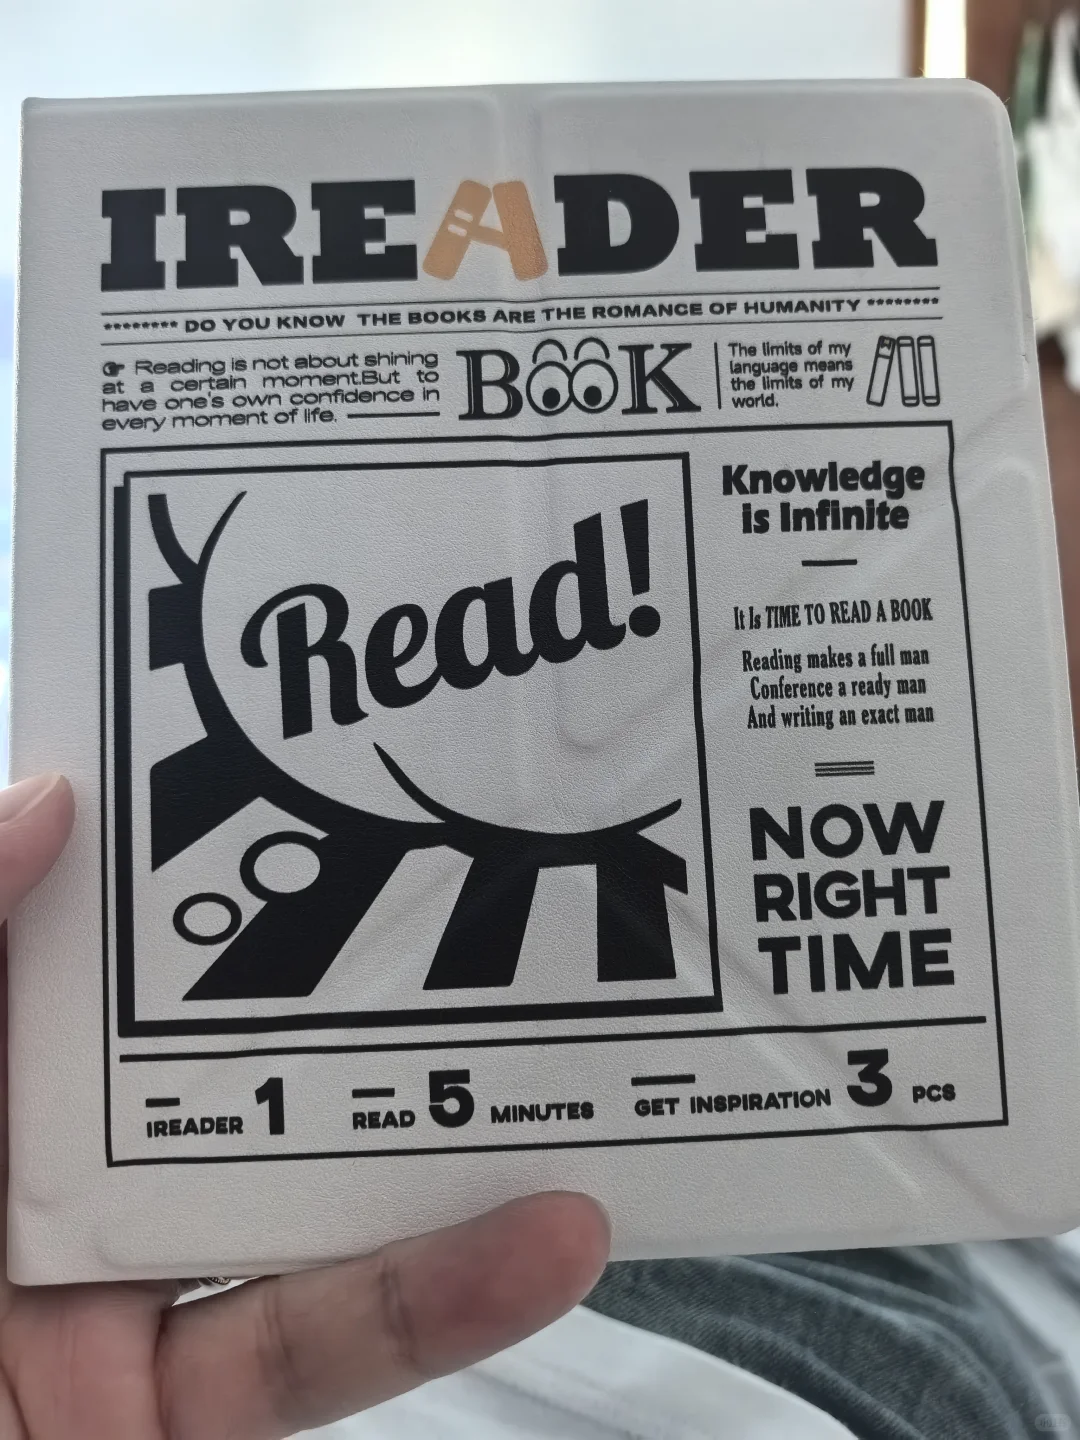 IREADER
******** DO YOU KNOW THE BOOKS ARE THE ROMANCE OF HUMANITY ********
Reading is not about shining
at a certain moment.But to
have one's own confidence in
every moment of life.
BOOK
The limits of my
language means
the limits of my
world.
Read!
Knowledge
is Infinite
It Is TIME TO READ A BOOK
Reading makes a full man
Conference a ready man
And writing an exact man
NOW
RIGHT
TIME
IREADER 1 READ 5 MINUTES GET INSPIRATION 3 PCS